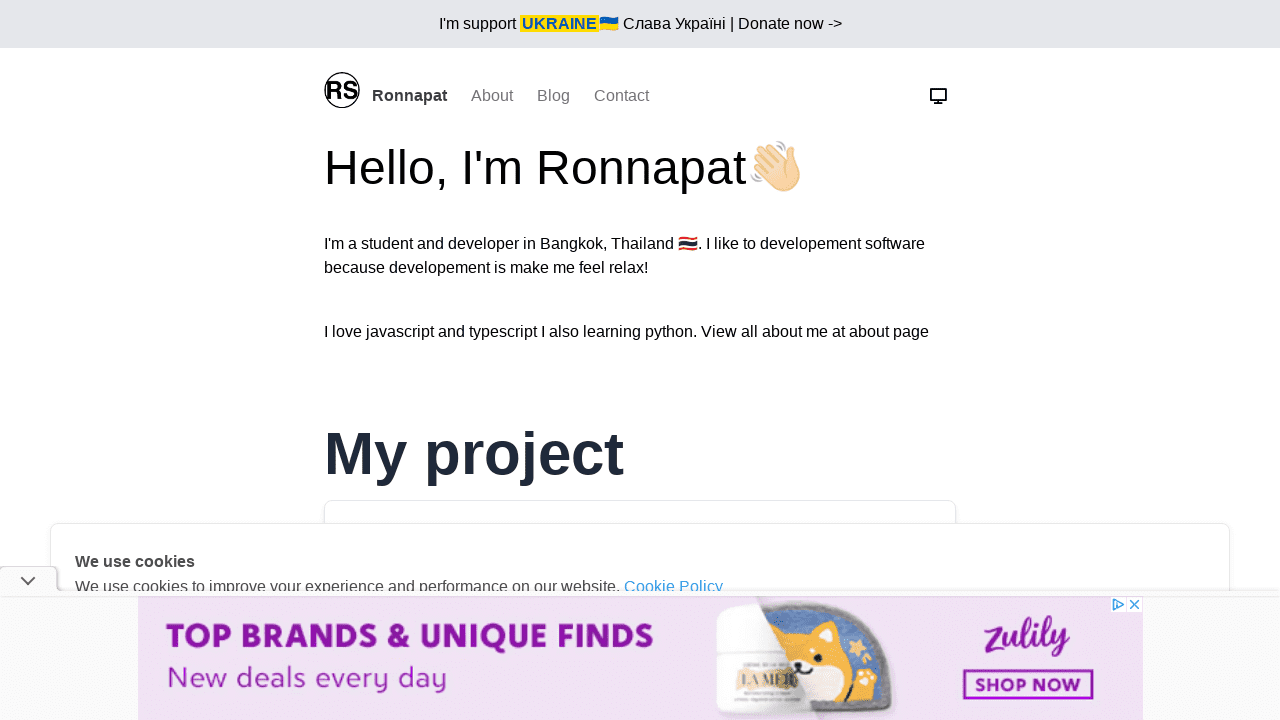 I'm support UKRAINE🇺🇦 Слава Україні | Donate now ->
RS Ronnapat About Blog Contact
Hello, I'm Ronnapat👋🏻
I'm a student and developer in Bangkok, Thailand 🇹🇭. I like to developement software
because developement is make me feel relax!
I love javascript and typescript I also learning python. View all about me at about page
My project
We use cookies
We use cookies to improve your experience and performance on our website. Cookie Policy
TOP BRANDS & UNIQUE FINDS
New deals every day
LA MER
zulily
SHOP NOW